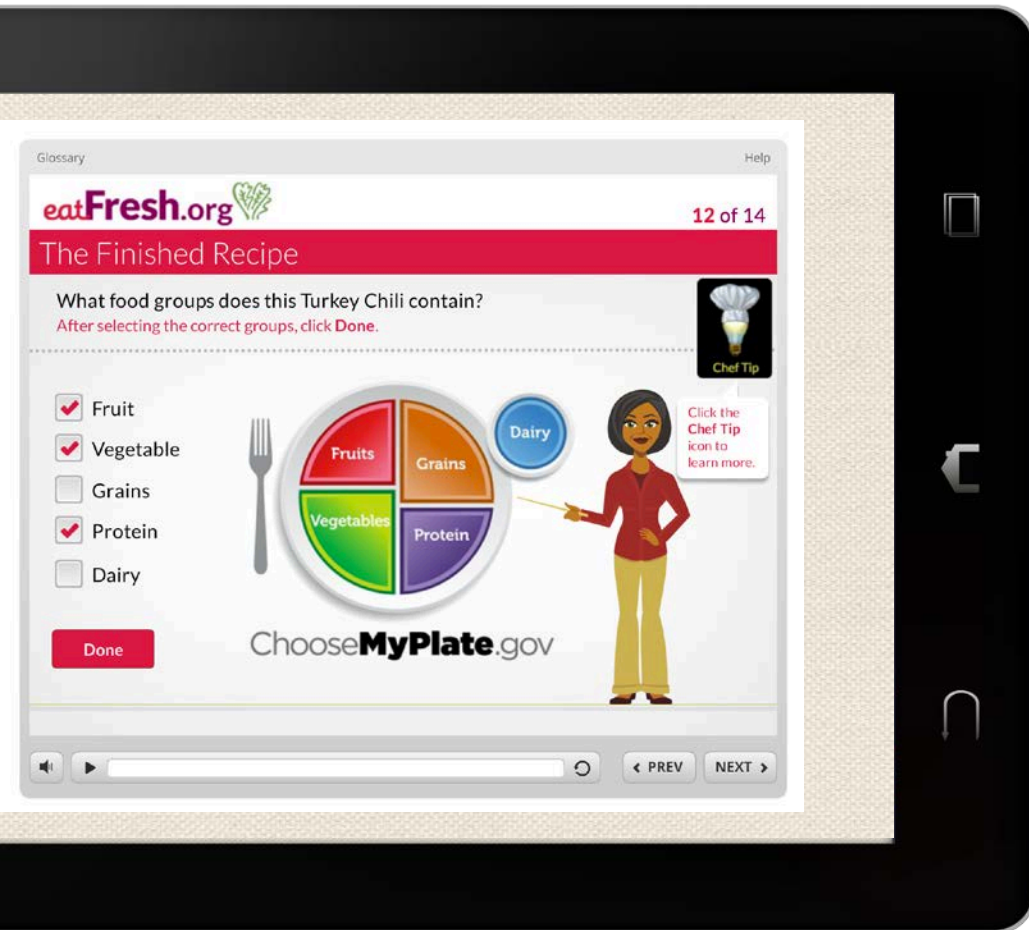 Glossary
Help
eatFresh.org
12 of 14
The Finished Recipe
What food groups does this Turkey Chili contain?
After selecting the correct groups, click Done.
Chef Tip
Click the
Chef Tip
icon to
learn more.
Fruit
Vegetable
Grains
Protein
Dairy
Fruits
Grains
Dairy
Vegetables
Protein
Done
ChooseMyPlate.gov
PREV
NEXT